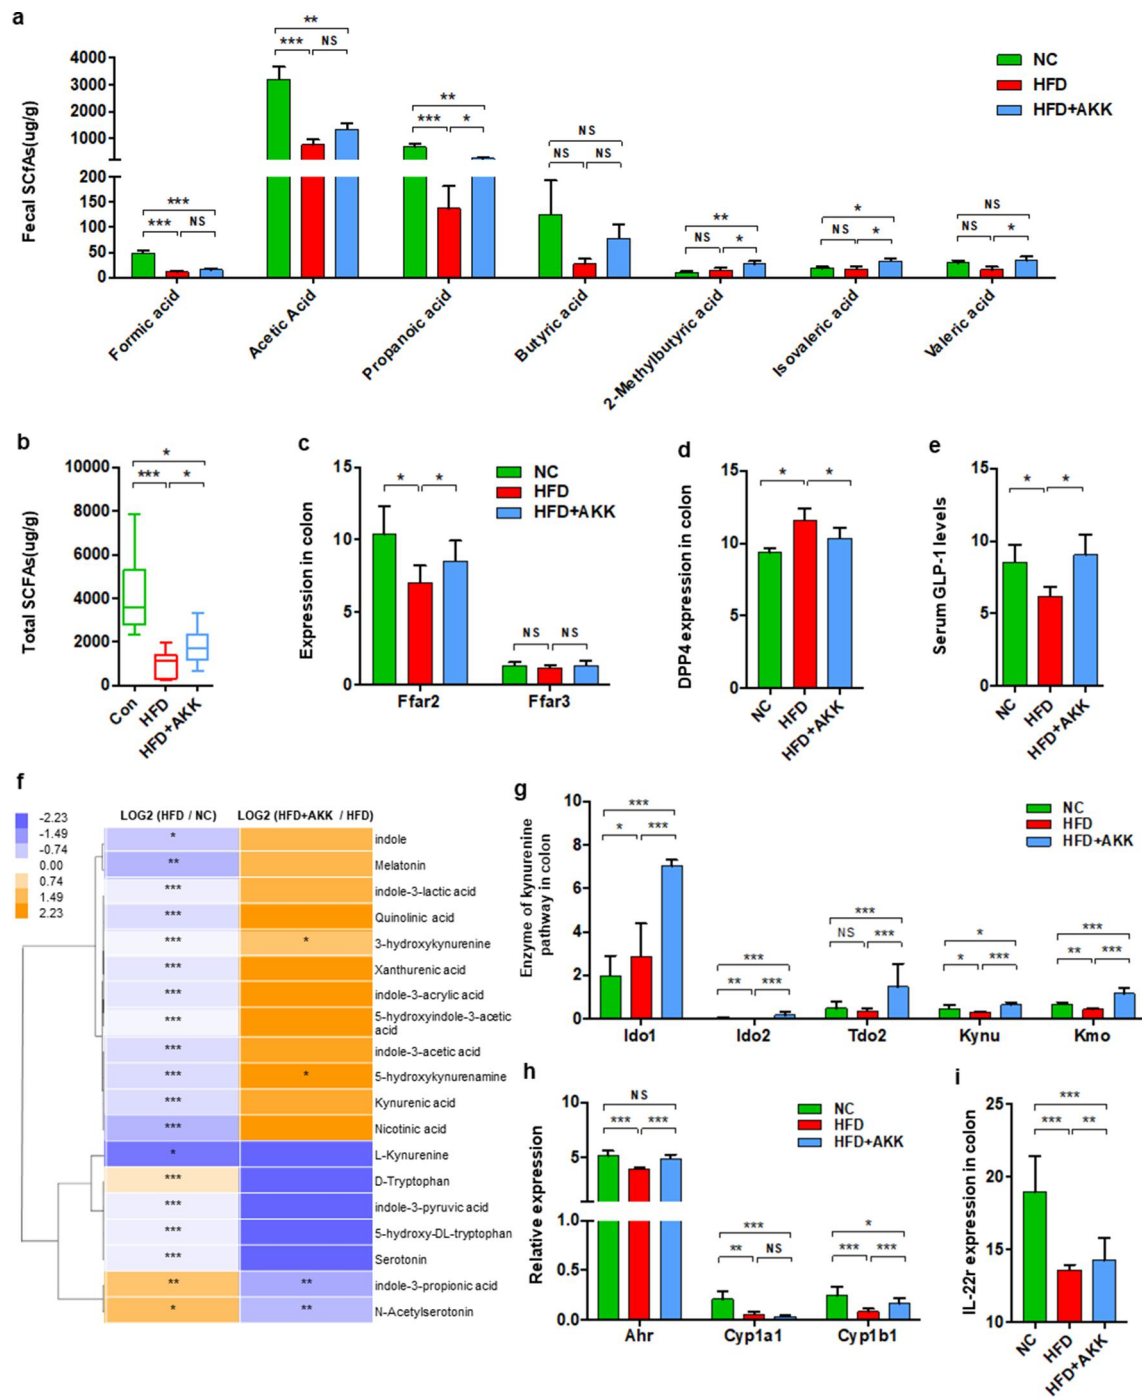 a
** 
*** NS
4000
3000
2000
1000
200
150
100
50
0
Fecal SCfAs(ug/g)
NC
HFD
HFD+AKK
**
*** *
NS
NS NS
***
*** NS
**
NS *
*
NS *
NS
NS *
Formic acid
Acetic Acid
Propanoic acid
Butyric acid
2-Methylbutyric acid
Isovaleric acid
Valeric acid
b
Total SCFAs(ug/g)
10000
8000
6000
4000
2000
0
*
*** *
Con
HFD
HFD+AKK
c
Expression in colon
15
10
5
0
* *
NS NS
NC
HFD
HFD+AKK
Ffar2
Ffar3
d
DPP4 expression in colon
15
10
5
0
* *
NC
HFD
HFD+AKK
e
Serum GLP-1 levels
15
10
5
0
* *
NC
HFD
HFD+AKK
f
-2.23
-1.49
-0.74
0.00
0.74
1.49
2.23
LOG2 (HFD / NC) LOG2 (HFD+AKK / HFD)
* indole
** Melatonin
*** indole-3-lactic acid
*** Quinolinic acid
*** * 3-hydroxykynurenine
*** Xanthurenic acid
*** indole-3-acrylic acid
*** 5-hydroxyindole-3-acetic
acid
*** indole-3-acetic acid
*** * 5-hydroxykynurenamine
*** Kynurenic acid
*** Nicotinic acid
* L-Kynurenine
*** D-Tryptophan
*** indole-3-pyruvic acid
*** 5-hydroxy-DL-tryptophan
*** Serotonin
** ** indole-3-propionic acid
* ** N-Acetylserotonin
g
Enzyme of kynurenine
pathway in colon
10
8
6
4
2
0
***
* ***
***
** ***
***
NS ***
*
* ***
***
** ***
NC
HFD
HFD+AKK
Ido1
Ido2
Tdo2
Kynu
Kmo
h
Relative expression
10
5
1.0
0.5
0.0
NS
*** ***
***
** NS
*
*** ***
NC
HFD
HFD+AKK
Ahr
Cyp1a1
Cyp1b1
i
IL-22r expression in colon
25
20
15
10
***
*** **
NC
HFD
HFD+AKK